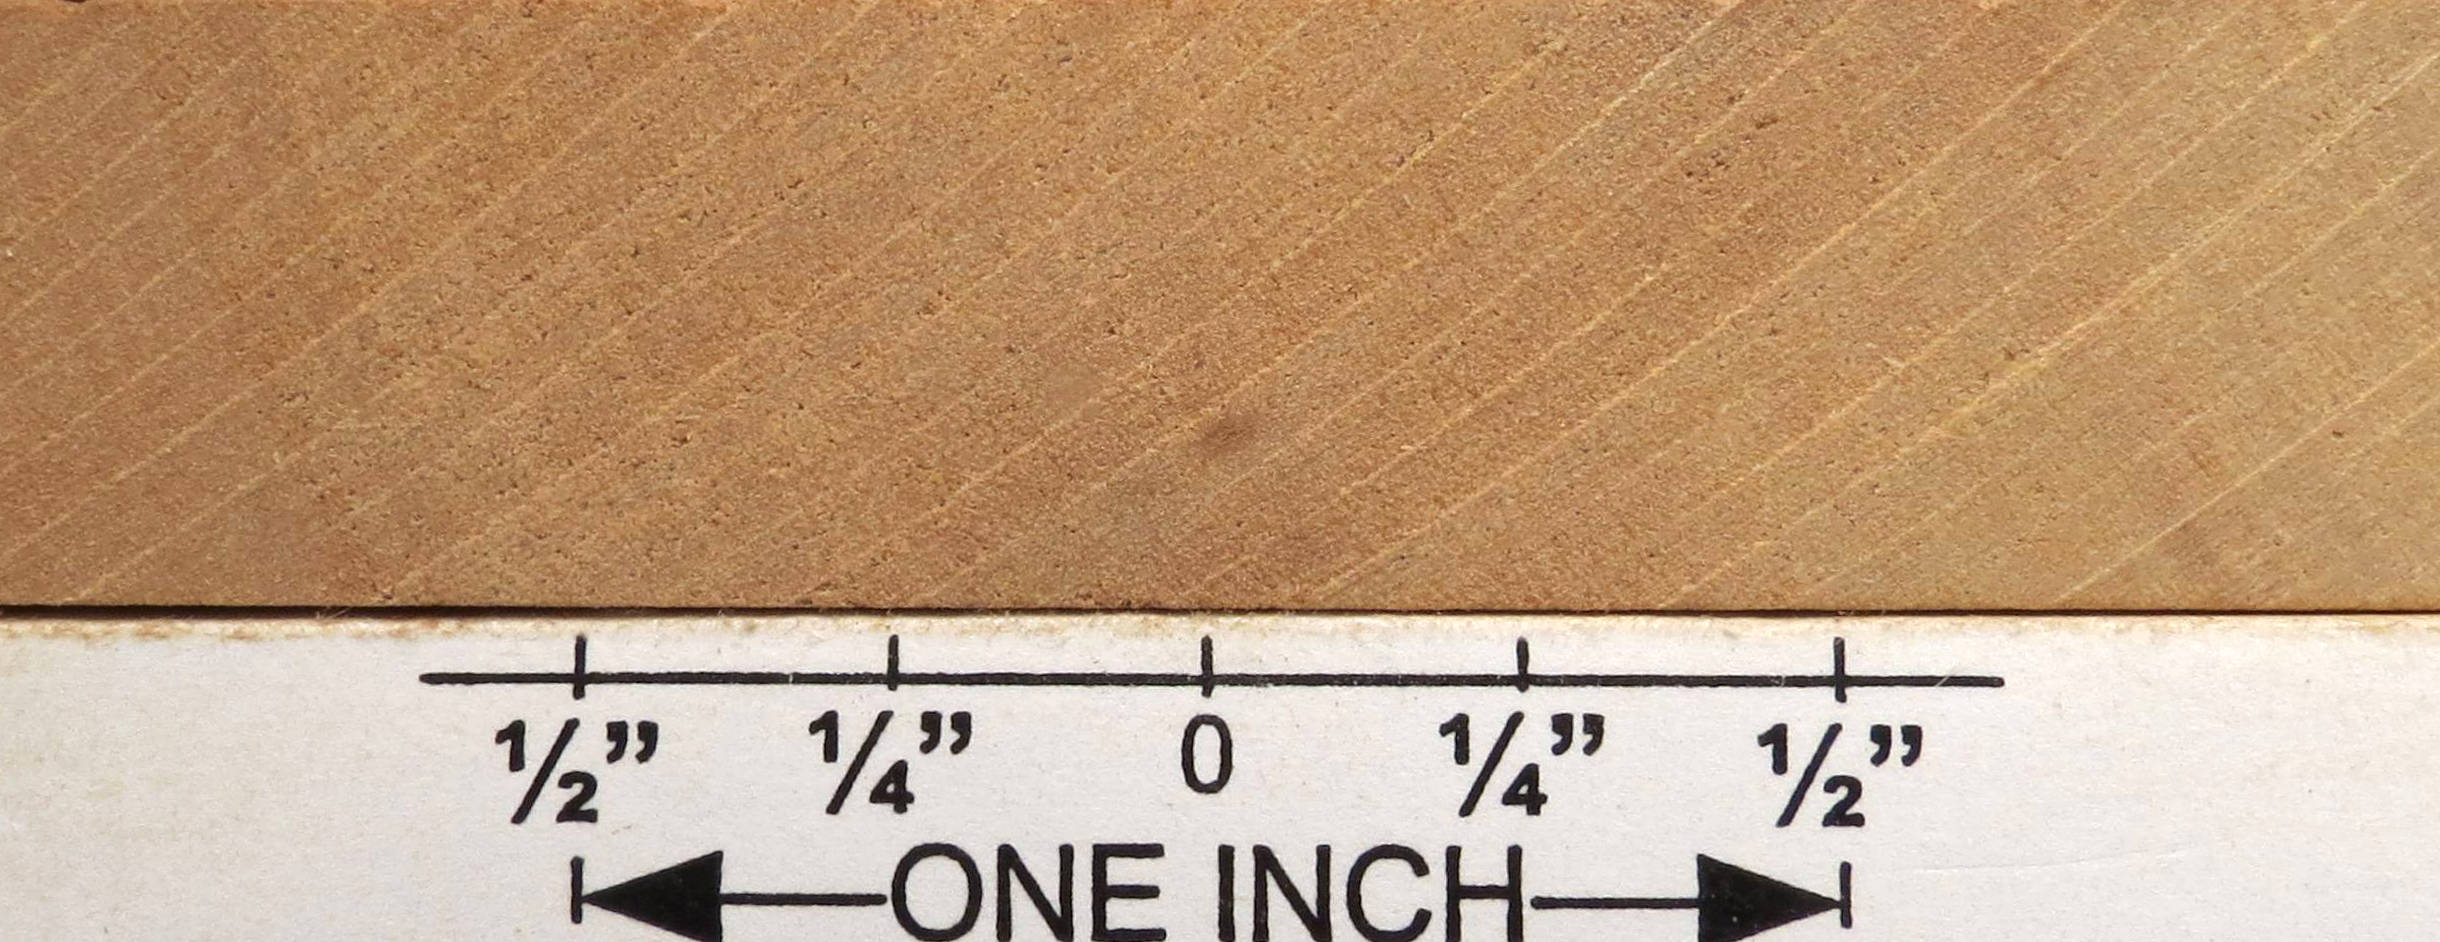 ½” ¼” 0 ¼” ½”
ONE INCH